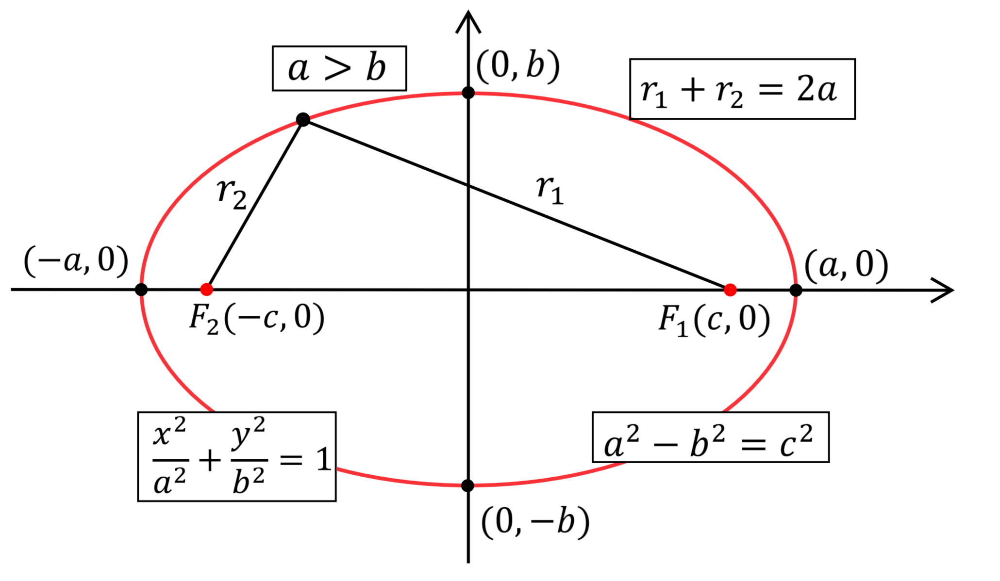 a > b
(0, b)
r₁ + r₂ = 2a
r₂
r₁
(−a, 0)
(a, 0)
F₂(−c, 0)
F₁(c, 0)
x²/a² + y²/b² = 1
a² − b² = c²
(0, −b)